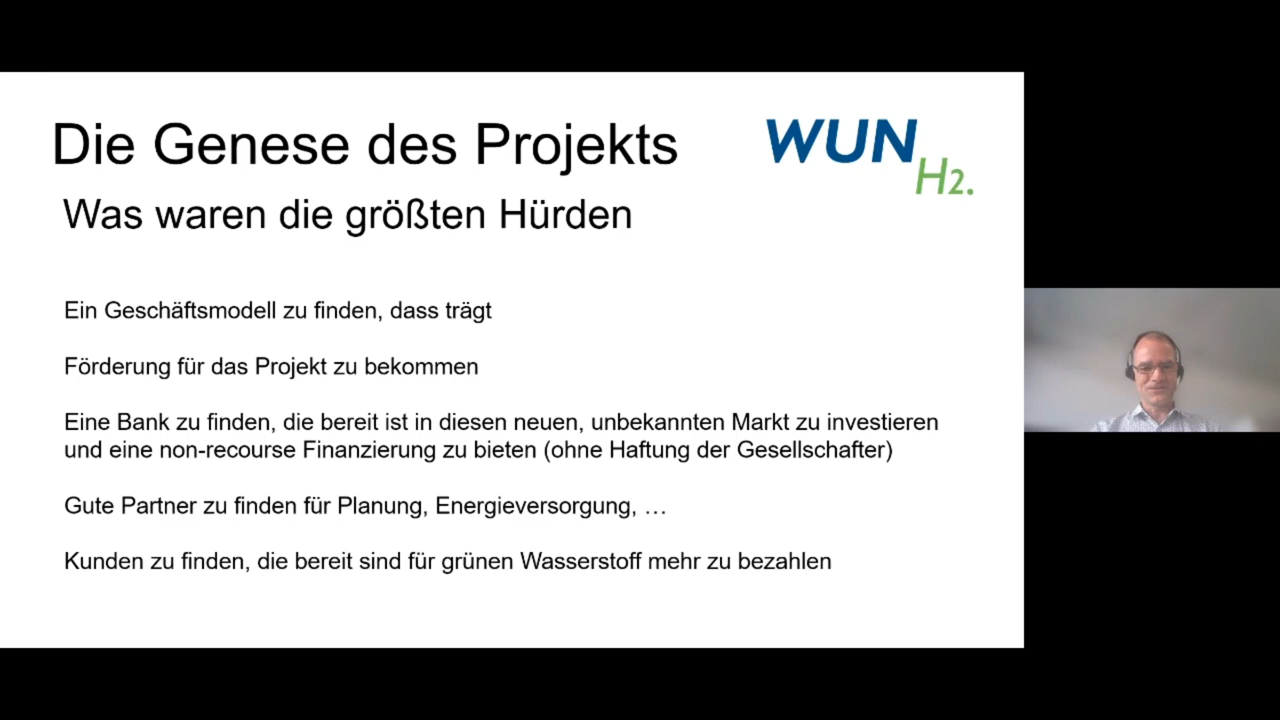 Die Genese des Projekts
WUN
H2.
Was waren die größten Hürden
Ein Geschäftsmodell zu finden, dass trägt
Förderung für das Projekt zu bekommen
Eine Bank zu finden, die bereit ist in diesen neuen, unbekannten Markt zu investieren
und eine non-recourse Finanzierung zu bieten (ohne Haftung der Gesellschafter)
Gute Partner zu finden für Planung, Energieversorgung, …
Kunden zu finden, die bereit sind für grünen Wasserstoff mehr zu bezahlen